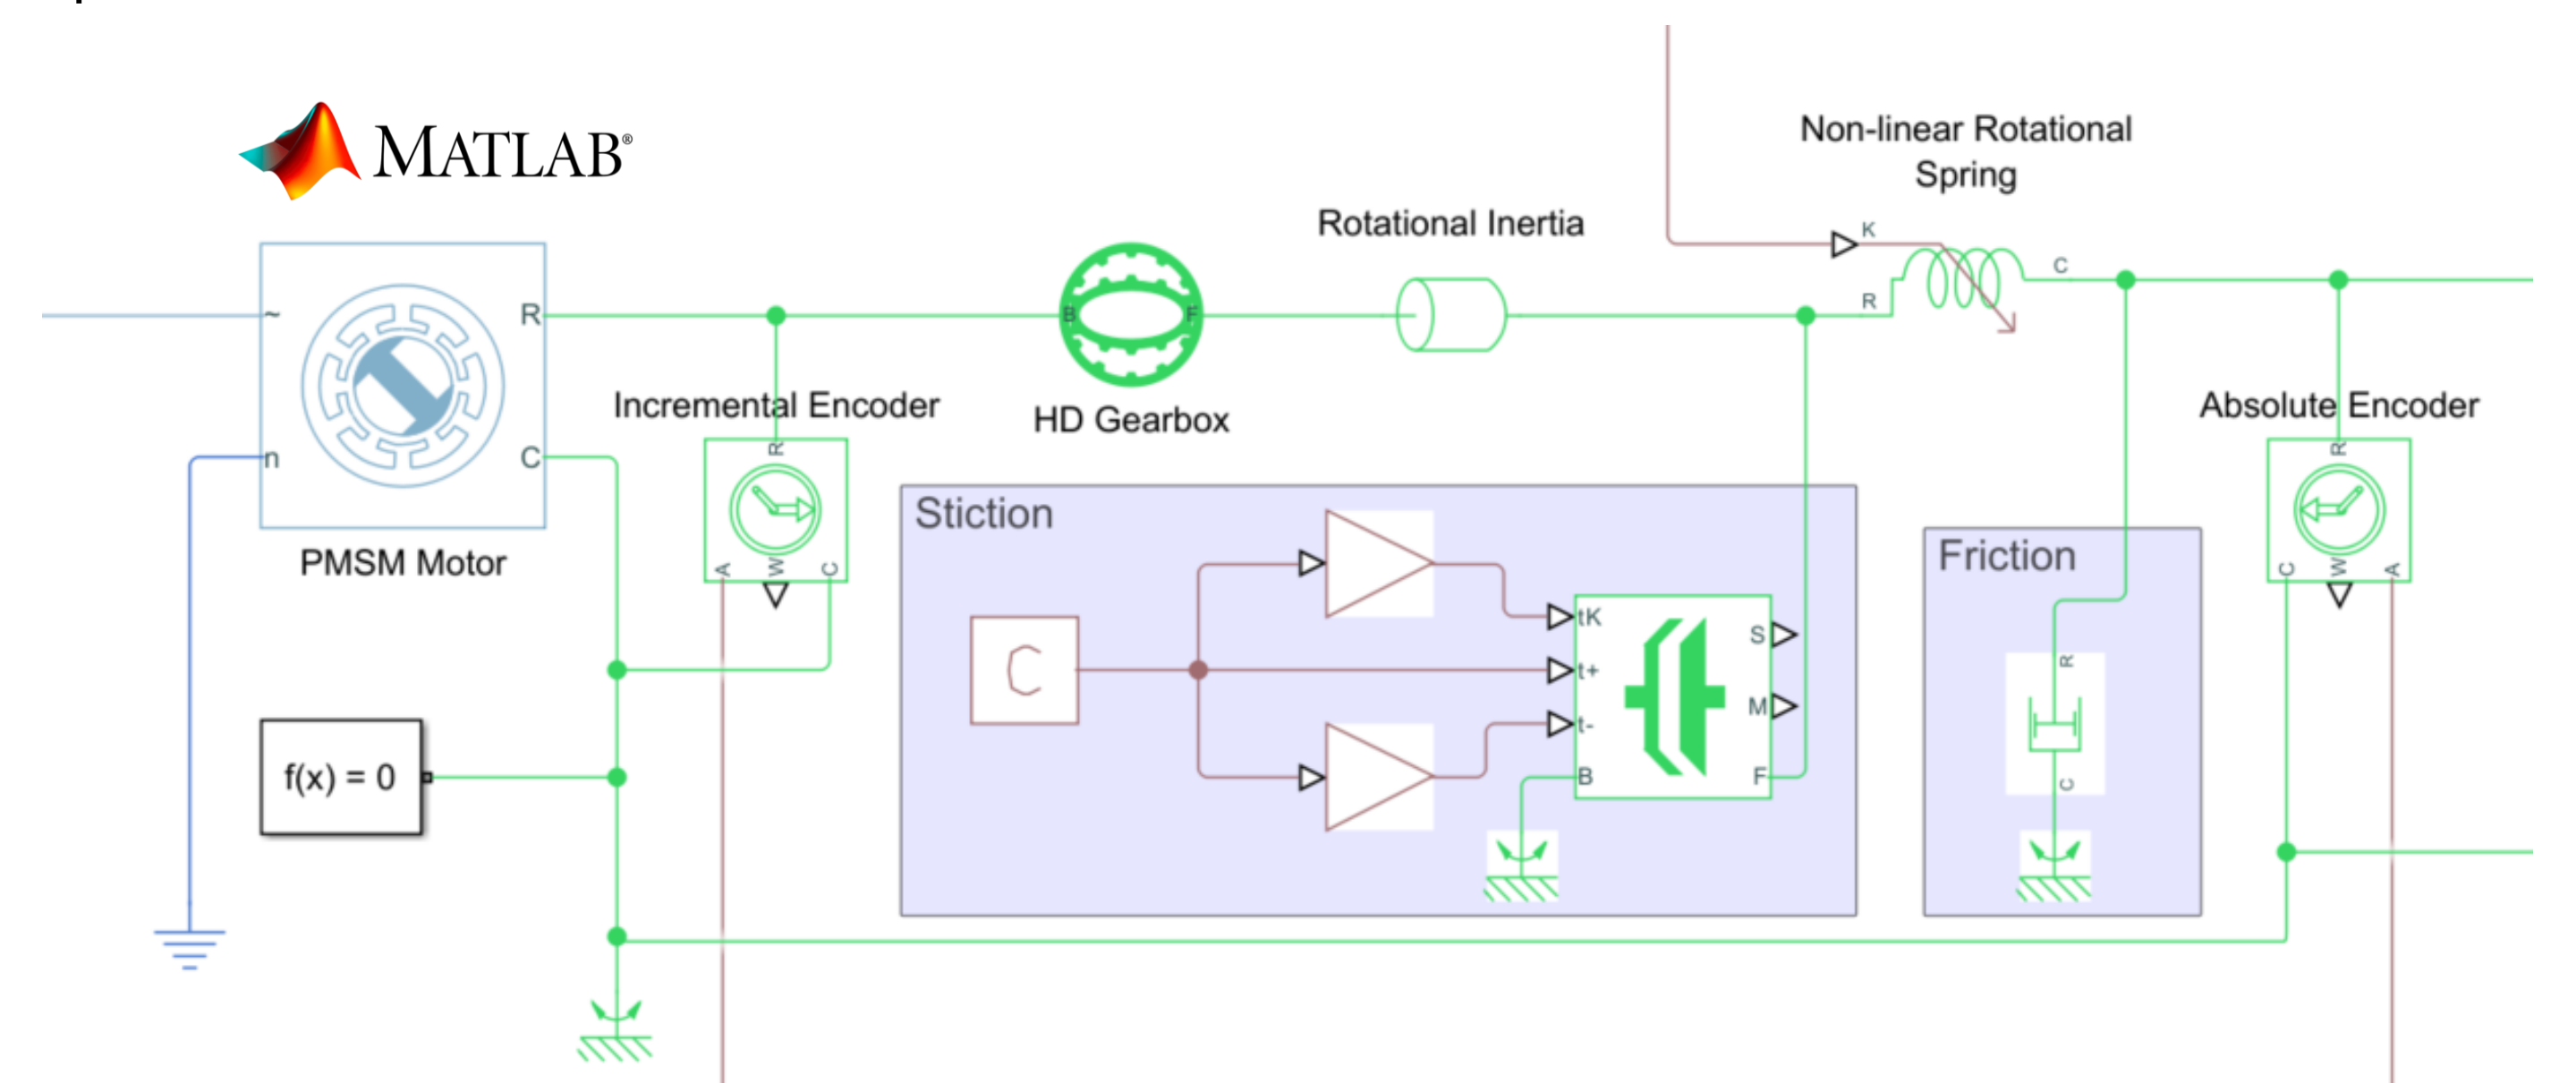 MATLAB®
Non-linear Rotational
Spring
Rotational Inertia
K
C
R
B
F
~
R
n
C
PMSM Motor
Incremental Encoder
R
A
W
C
HD Gearbox
Absolute Encoder
R
C
W
A
Stiction
C
tK
t+
t-
B
S
M
F
Friction
R
C
f(x) = 0